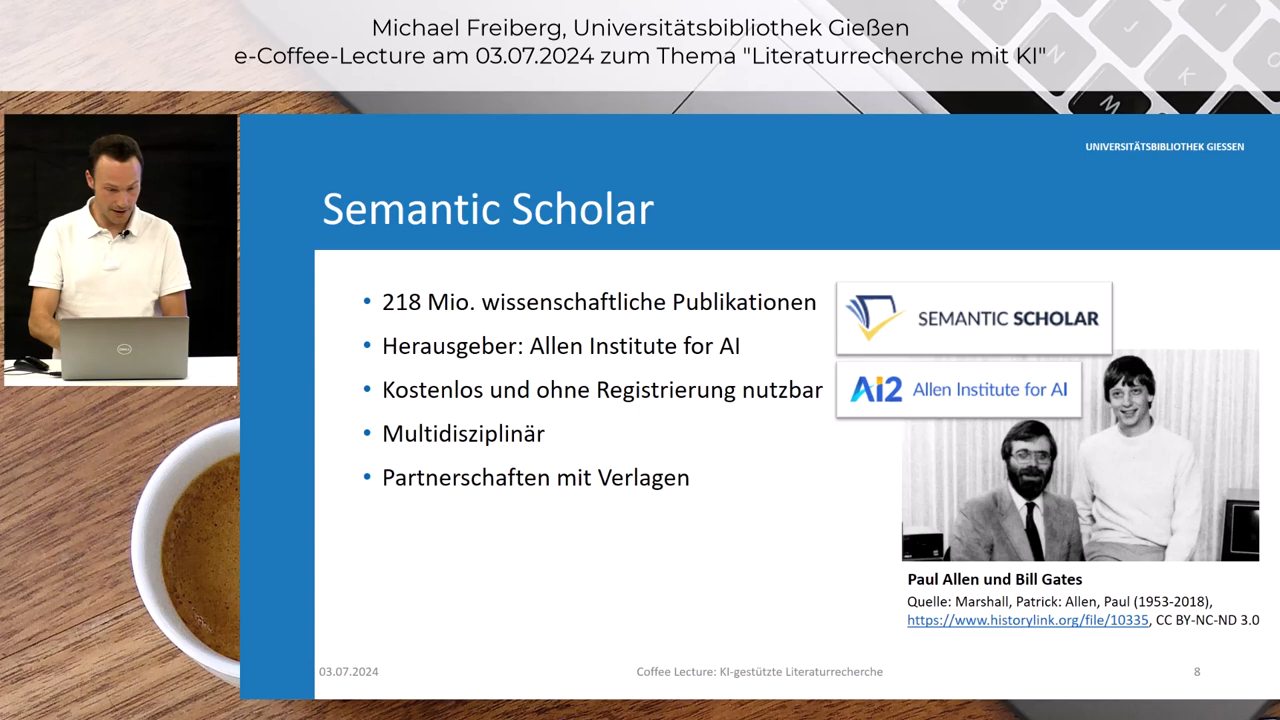 Michael Freiberg, Universitätsbibliothek Gießen
e-Coffee-Lecture am 03.07.2024 zum Thema "Literaturrecherche mit KI"
UNIVERSITÄTSBIBLIOTHEK GIESSEN
Semantic Scholar
• 218 Mio. wissenschaftliche Publikationen
• Herausgeber: Allen Institute for AI
• Kostenlos und ohne Registrierung nutzbar
• Multidisziplinär
• Partnerschaften mit Verlagen
SEMANTIC SCHOLAR
Ai2 Allen Institute for AI
Paul Allen und Bill Gates
Quelle: Marshall, Patrick: Allen, Paul (1953-2018),
https://www.historylink.org/file/10335, CC BY-NC-ND 3.0
03.07.2024
Coffee Lecture: KI-gestützte Literaturrecherche
8
DELL
B
J
K
M